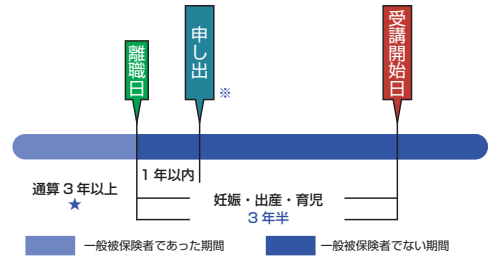 離職日
申し出
※
受講開始日
1年以内
通算3年以上
★
妊娠・出産・育児
3年半
一般被保険者であった期間
一般被保険者でない期間